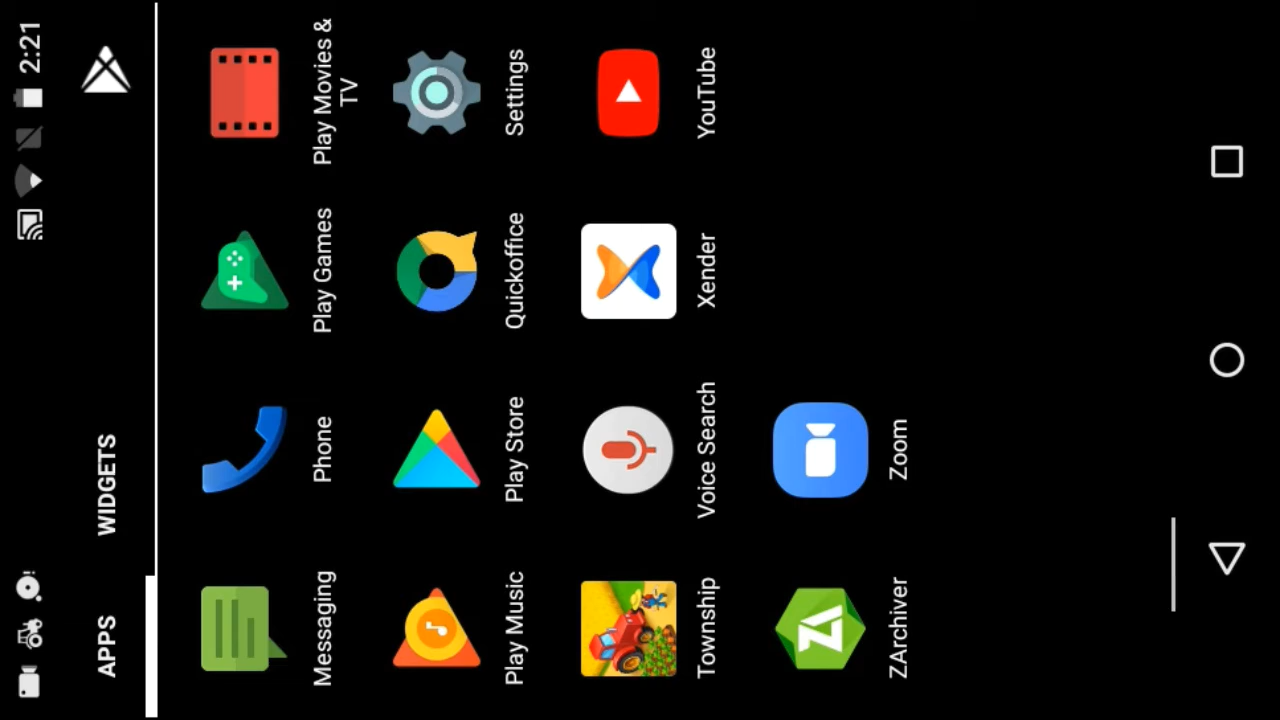 2:21
APPS
WIDGETS
Messaging
Phone
Play Games
Play Movies &
TV
Play Music
Play Store
Quickoffice
Settings
Township
Voice Search
Xender
YouTube
ZArchiver
Zoom